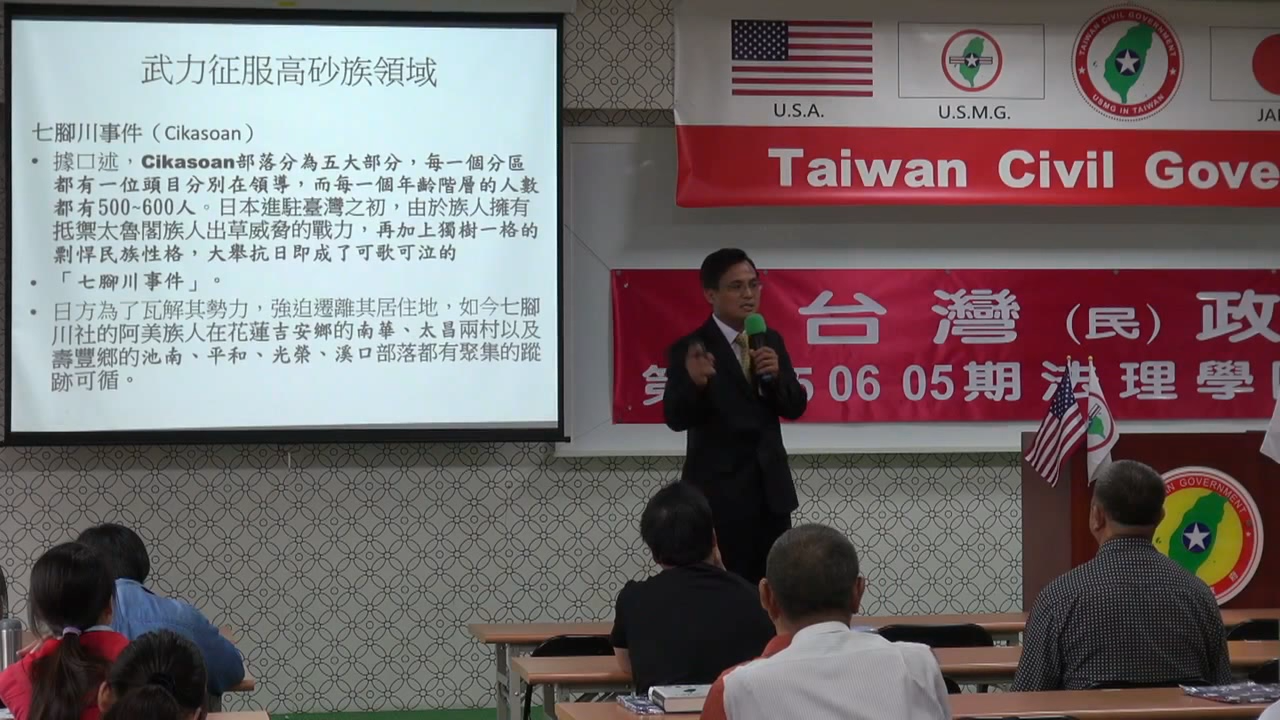 武力征服高砂族領域
七腳川事件（Cikasoan）
• 據口述，Cikasoan部落分為五大部分，每一個分區
都有一位頭目分別在領導，而每一個年齡階層的人數
都有500~600人。日本進駐臺灣之初，由於族人擁有
抵禦太魯閣族人出草威脅的戰力，再加上獨樹一格的
剽悍民族性格，大舉抗日即成了可歌可泣的
• 「七腳川事件」。
• 日方為了瓦解其勢力，強迫遷離其居住地，如今七腳
川社的阿美族人在花蓮吉安鄉的南華、太昌兩村以及
壽豐鄉的池南、平和、光榮、溪口部落都有聚集的蹤
跡可循。
TAIWAN CIVIL GOVERNMENT
USMG IN TAIWAN
U.S.A.
U.S.M.G.
Taiwan Civil Gove
台灣（民）政
第
5 06 05期法理學
GOVERNMENT